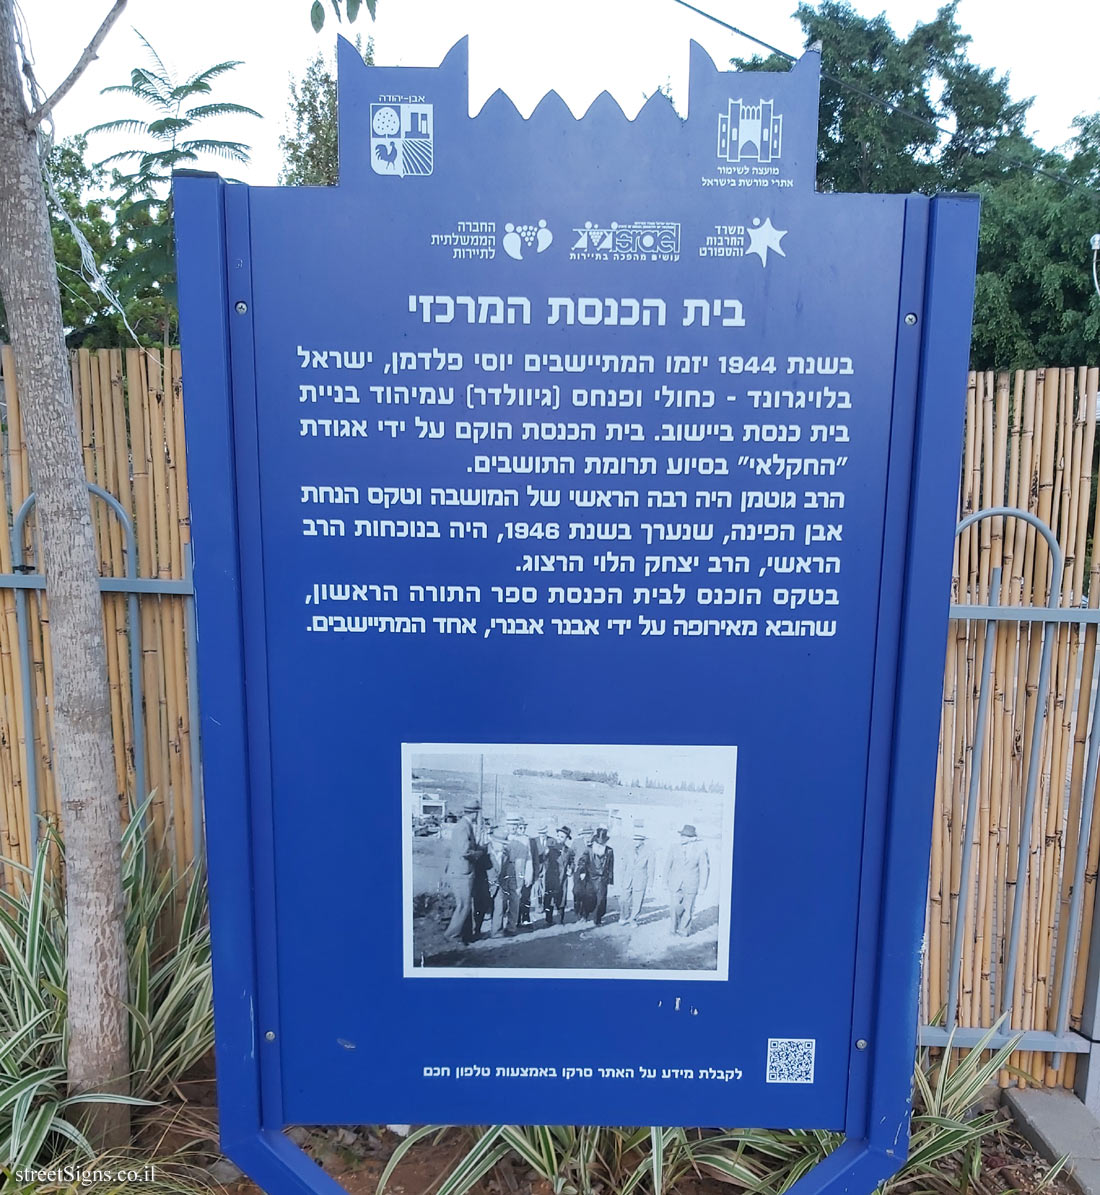 אבן-יהודה
מועצה לשימור
אתרי מורשת בישראל
משרד
התרבות
והספורט
israel
עושים מהפכה בתיירות
החברה
הממשלתית
לתיירות
בית הכנסת המרכזי
בשנת 1944 יזמו המתיישבים יוסי פלדמן, ישראל
בלויגרונד - כחולי ופנחס (גיוולדר) עמיהוד בניית
בית כנסת ביישוב. בית הכנסת הוקם על ידי אגודת
"החקלאי" בסיוע תרומת התושבים.
הרב גוטמן היה רבה הראשי של המושבה וטקס הנחת
אבן הפינה, שנערך בשנת 1946, היה בנוכחות הרב
הראשי, הרב יצחק הלוי הרצוג.
בטקס הוכנס לבית הכנסת ספר התורה הראשון,
שהובא מאירופה על ידי אבנר אבנרי, אחד המתיישבים.
לקבלת מידע על האתר סרקו באמצעות טלפון חכם
streetSigns.co.il